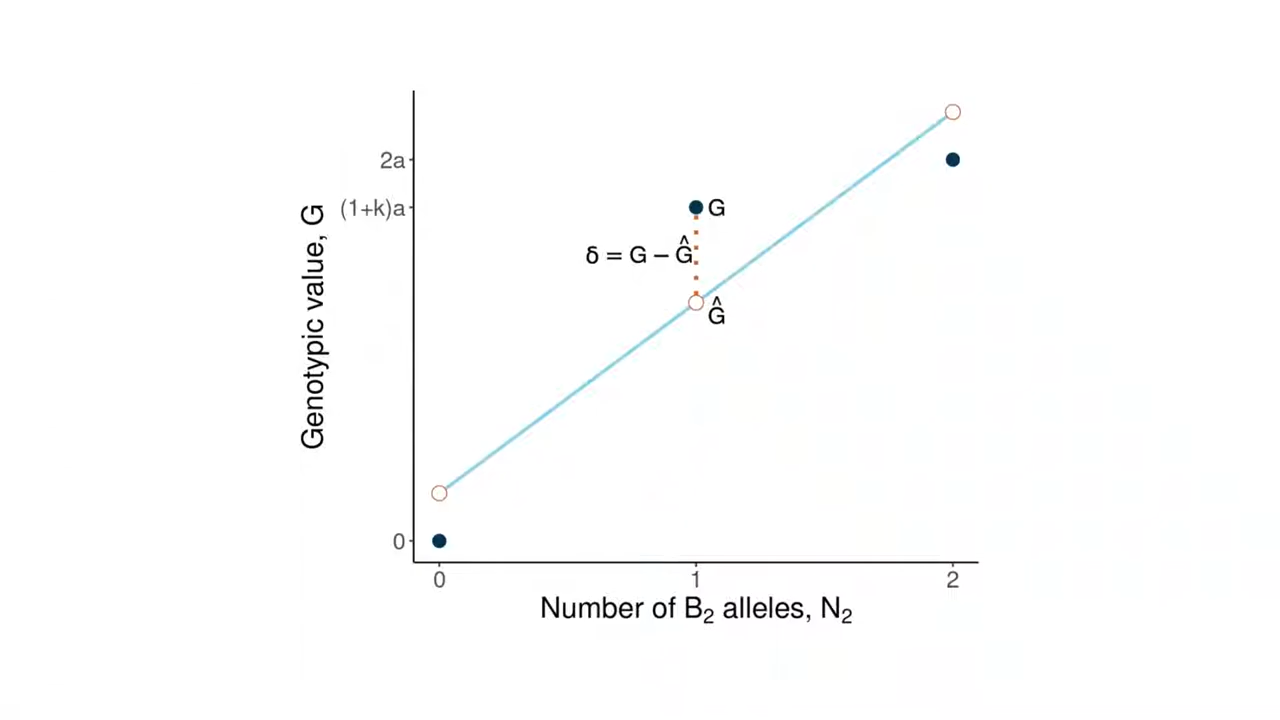 2a
(1+k)a
G
δ = G − Ĝ
Ĝ
0
Genotypic value, G
0 1 2
Number of B₂ alleles, N₂